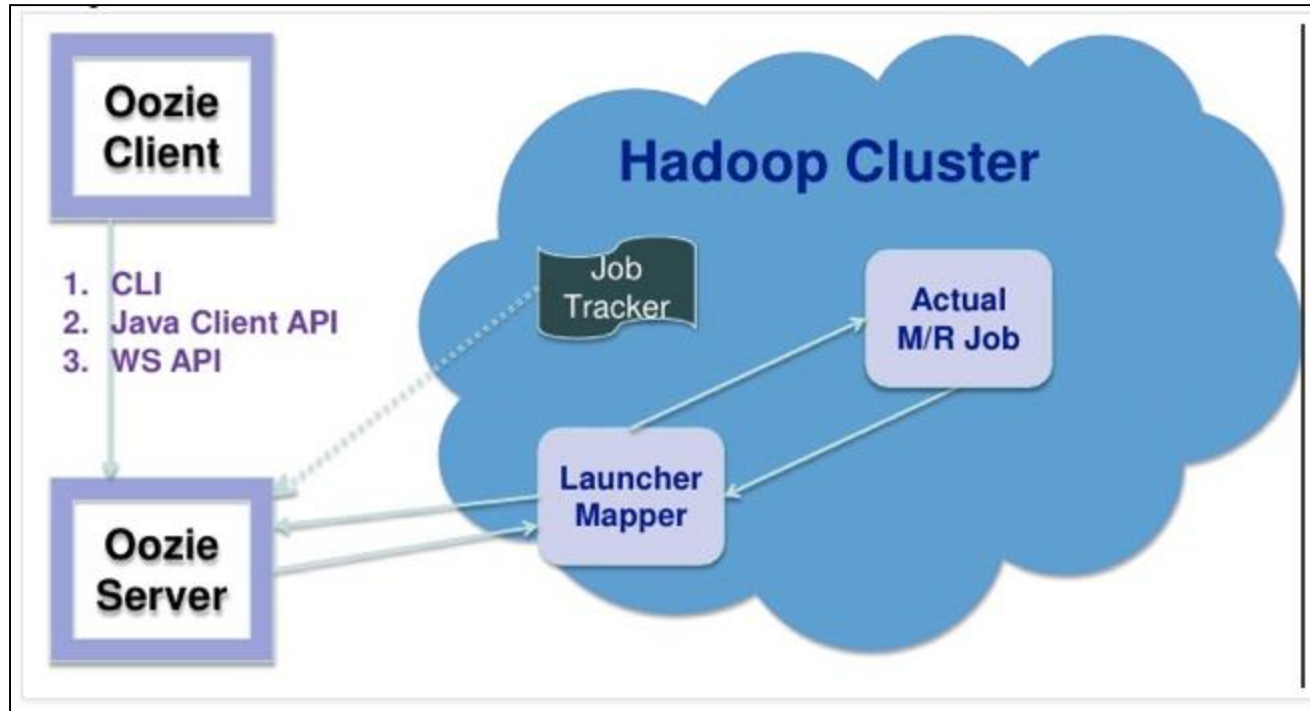 Oozie
Client
Hadoop Cluster
1. CLI
2. Java Client API
3. WS API
Job
Tracker
Actual
M/R Job
Launcher
Mapper
Oozie
Server